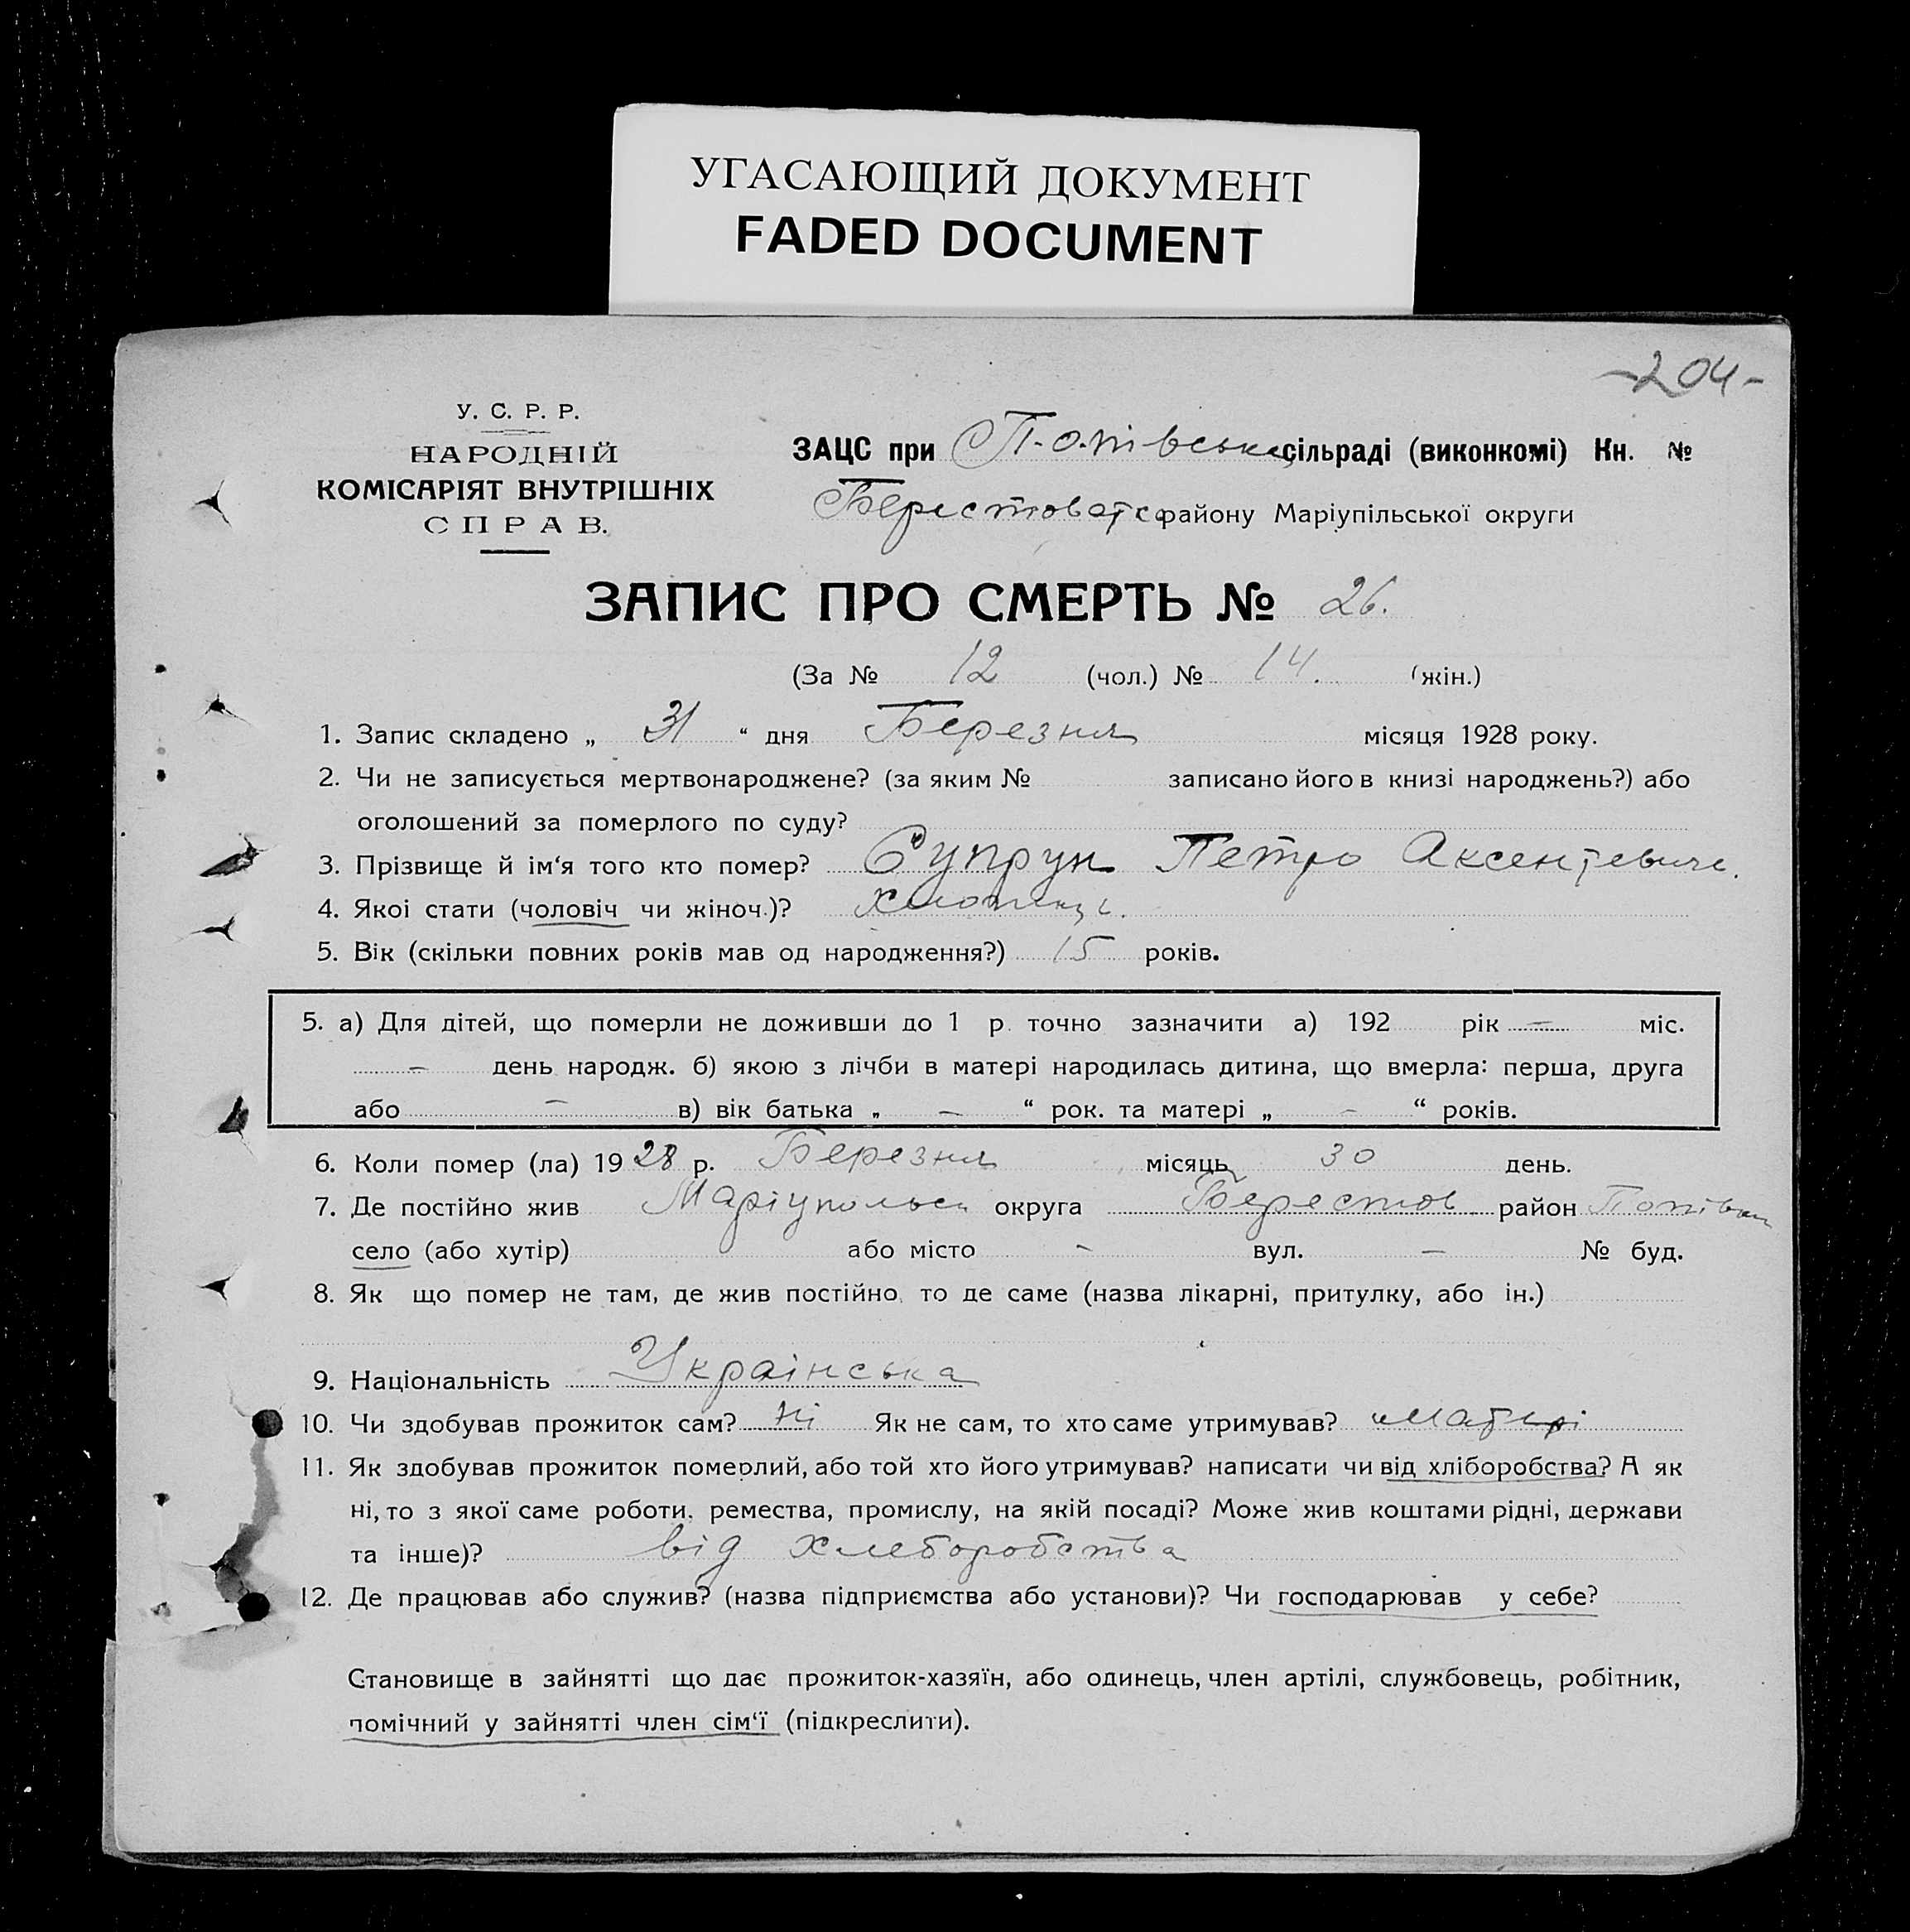 УГАСАЮЩИЙ ДОКУМЕНТ
FADED DOCUMENT
-204-
У. С. Р. Р.
НАРОДНІЙ
КОМІСАРІЯТ ВНУТРІШНІХ
СПРАВ.
ЗАЦС при Попівській сільраді (виконкомі) Кн. №
Берестоватск району Маріупільської округи
ЗАПИС ПРО СМЕРТЬ № 26.
(За № 12 (чол.) № 14. (жін.)
1. Запис складено „ 31 “ дня Березня місяця 1928 року.
2. Чи не записується мертвонароджене? (за яким № записано його в книзі народжень?) або
оголошений за померлого по суду?
3. Прізвище й ім‘я того кто помер? Супрун Петро Аксентевичь.
4. Якоі стати (чоловіч чи жіноч.)? Хлопець.
5. Вік (скільки повних років мав од народження?) 15 років.
5. а) Для дітей, що померли не доживши до 1 р. точно зазначити а) 192 рік — міс.
— день народж. б) якою з лічби в матері народилась дитина, що вмерла: перша, друга
або — в) вік батька „ — “ рок. та матері „ — “ років.
6. Коли помер (ла) 1928 р. Березня місяць 30 день.
7. Де постійно жив Маріупольск округа Берестов район Попівка
село (або хутір) або місто - вул. — № буд.
8. Як що помер не там, де жив постійно, то де саме (назва лікарні, притулку, або ін.)
9. Національність Українська
10. Чи здобував прожиток сам? Ні Як не сам, то хто саме утримував? Матері
11. Як здобував прожиток померлий, або той хто його утримував? написати чи від хліборобства? А як
ні, то з якої саме роботи, ремества, промислу, на якій посаді? Може жив коштами рідні, держави
та інше)? від хлеборобства
12. Де працював або служив? (назва підприємства або установи)? Чи господарював у себе?
Становище в зайнятті що дає прожиток-хазяїн, або одинець, член артілі, службовець, робітник,
помічний у зайнятті член сім‘ї (підкреслити).